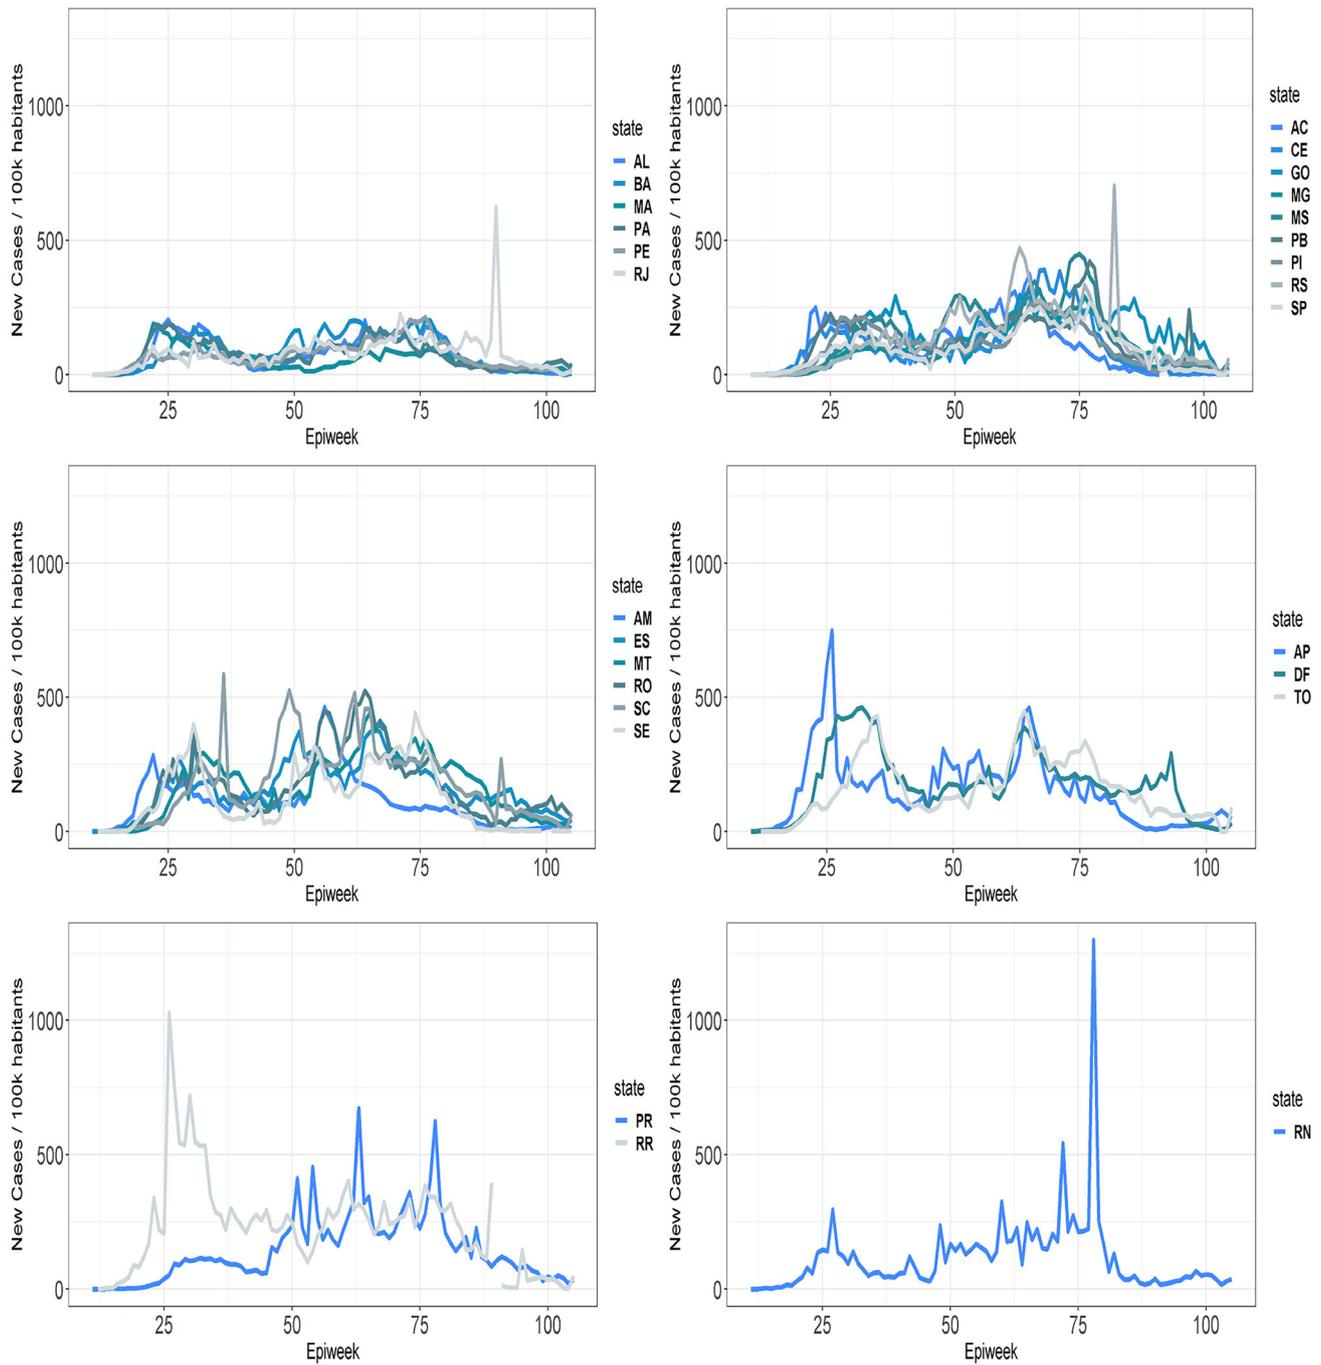 New Cases / 100k habitants
1000
500
0
25 50 75 100
Epiweek
state
AL
BA
MA
PA
PE
RJ
New Cases / 100k habitants
1000
500
0
25 50 75 100
Epiweek
state
AC
CE
GO
MG
MS
PB
PI
RS
SP
New Cases / 100k habitants
1000
500
0
25 50 75 100
Epiweek
state
AM
ES
MT
RO
SC
SE
New Cases / 100k habitants
1000
500
0
25 50 75 100
Epiweek
state
AP
DF
TO
New Cases / 100k habitants
1000
500
0
25 50 75 100
Epiweek
state
PR
RR
New Cases / 100k habitants
1000
500
0
25 50 75 100
Epiweek
state
RN